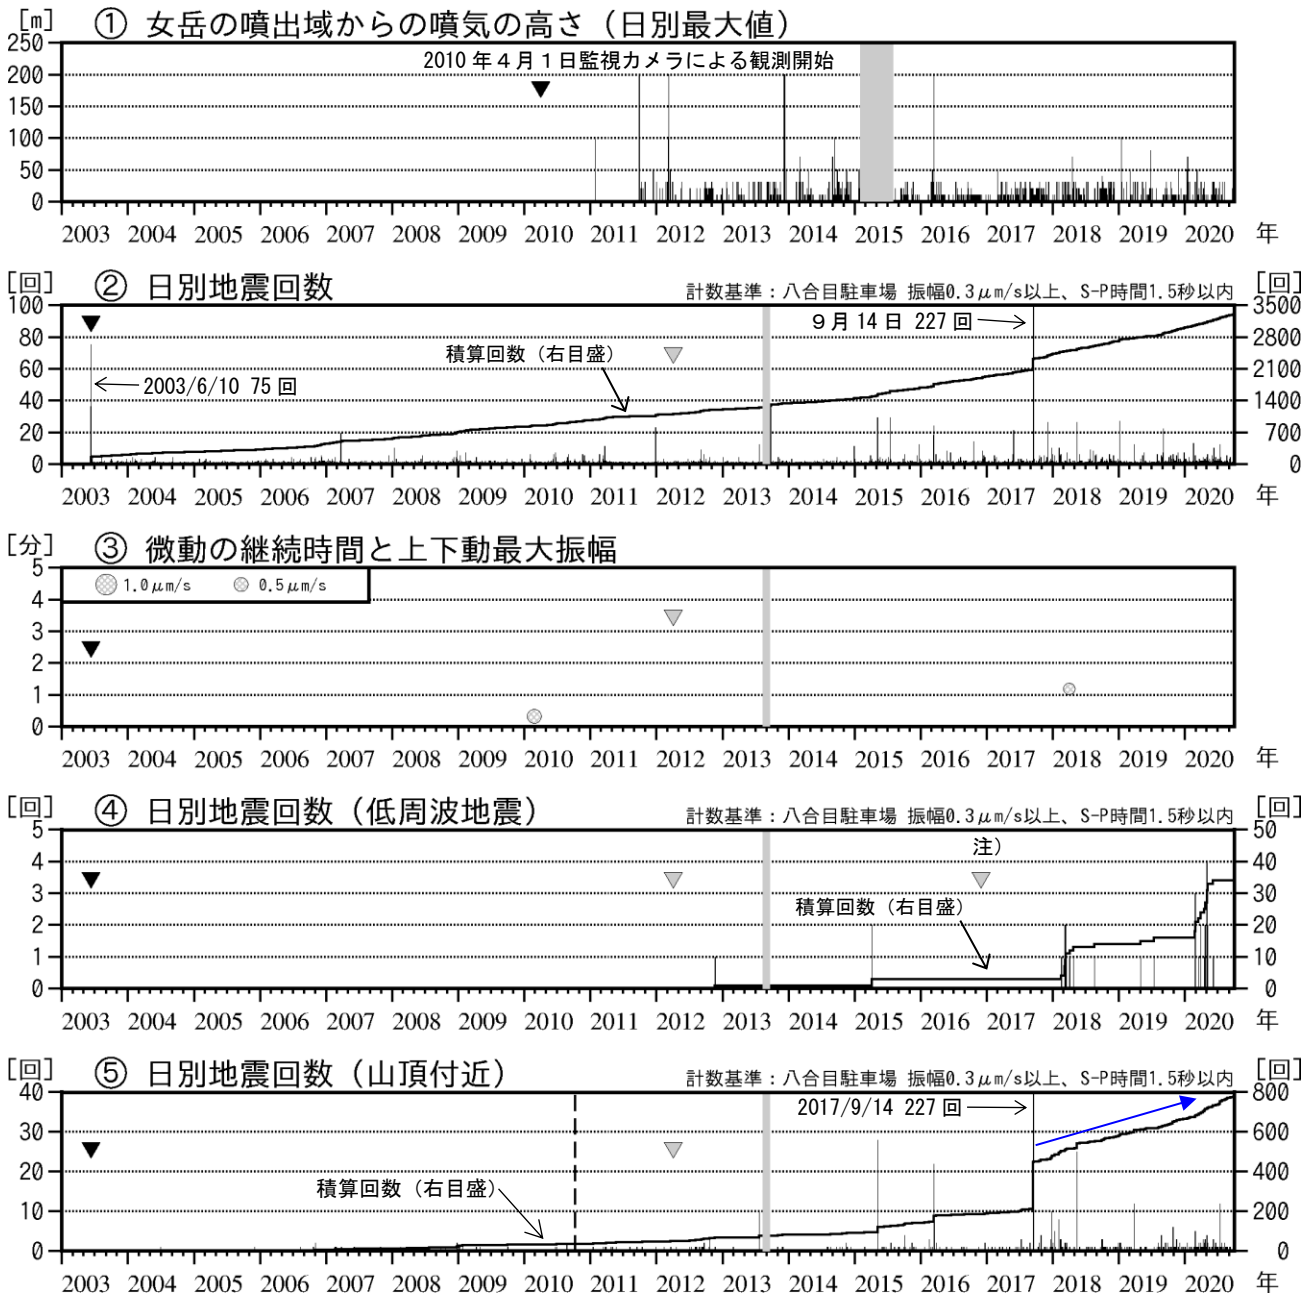 [m] ① 女岳の噴出域からの噴気の高さ（日別最大値）
250
200
150
100
50
0
2010 年４月１日監視カメラによる観測開始
2003 2004 2005 2006 2007 2008 2009 2010 2011 2012 2013 2014 2015 2016 2017 2018 2019 2020 年
[回] ② 日別地震回数 計数基準：八合目駐車場 振幅0.3μm/s以上、S-P時間1.5秒以内 [回]
100 3500
80 2800
60 2100
40 1400
20 700
0 0
９月 14 日 227 回
積算回数（右目盛）
2003/6/10 75 回
2003 2004 2005 2006 2007 2008 2009 2010 2011 2012 2013 2014 2015 2016 2017 2018 2019 2020 年
[分] ③ 微動の継続時間と上下動最大振幅
5
4
3
2
1
0
1.0μm/s 0.5μm/s
2003 2004 2005 2006 2007 2008 2009 2010 2011 2012 2013 2014 2015 2016 2017 2018 2019 2020 年
[回] ④ 日別地震回数（低周波地震） 計数基準：八合目駐車場 振幅0.3μm/s以上、S-P時間1.5秒以内 [回]
5 50
4 40
3 30
2 20
1 10
0 0
注）
積算回数（右目盛）
2003 2004 2005 2006 2007 2008 2009 2010 2011 2012 2013 2014 2015 2016 2017 2018 2019 2020 年
[回] ⑤ 日別地震回数（山頂付近） 計数基準：八合目駐車場 振幅0.3μm/s以上、S-P時間1.5秒以内 [回]
40 800
30 600
20 400
10 200
0 0
2017/9/14 227 回
積算回数（右目盛）
2003 2004 2005 2006 2007 2008 2009 2010 2011 2012 2013 2014 2015 2016 2017 2018 2019 2020 年